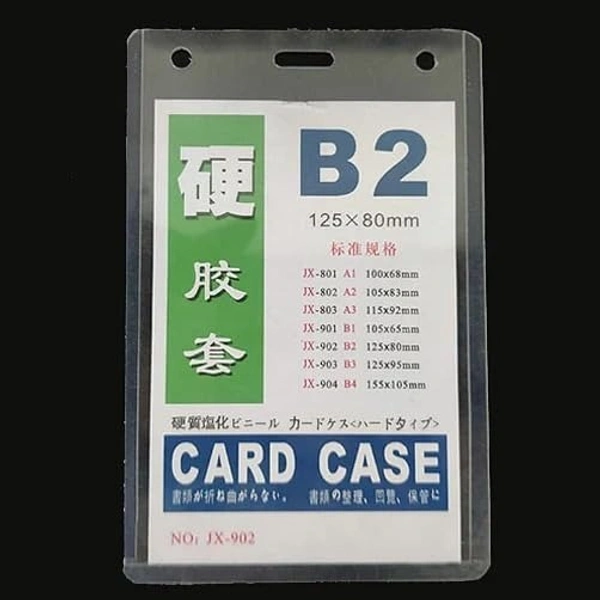 硬
胶
套
B2
125×80mm
标准规格
JX-801 A1 100x68mm
JX-802 A2 105x83mm
JX-803 A3 115x92mm
JX-901 B1 105x65mm
JX-902 B2 125x80mm
JX-903 B3 125x95mm
JX-904 B4 155x105mm
硬質塩化ビニール カードケス<ハードタイプ>
CARD CASE
書類が折ね曲がらない。 書類の整理、回覽、保管に
NO: JX-902